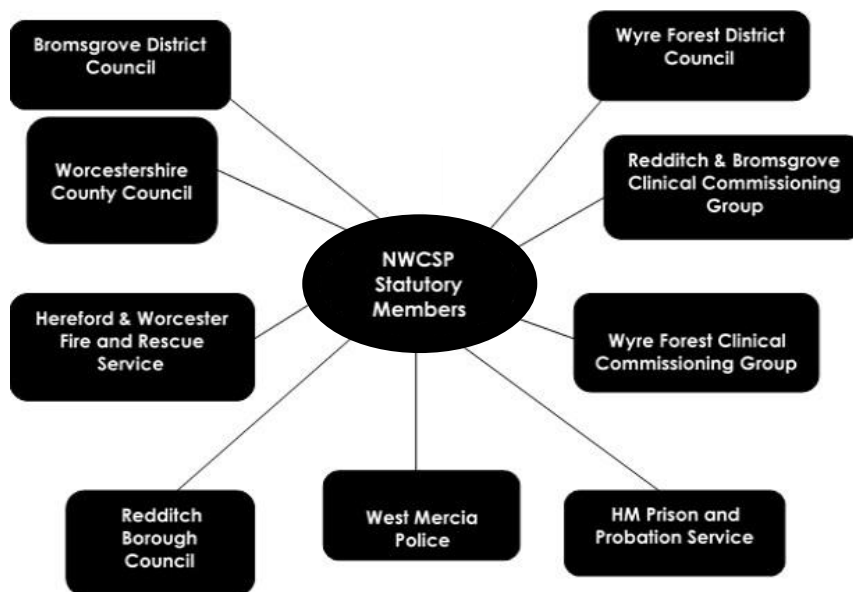 Bromsgrove District
Council
Wyre Forest District
Council
Worcestershire
County Council
Redditch & Bromsgrove
Clinical Commissioning
Group
NWCSP
Statutory
Members
Hereford & Worcester
Fire and Rescue
Service
Wyre Forest Clinical
Commissioning Group
Redditch
Borough
Council
West Mercia
Police
HM Prison and
Probation Service